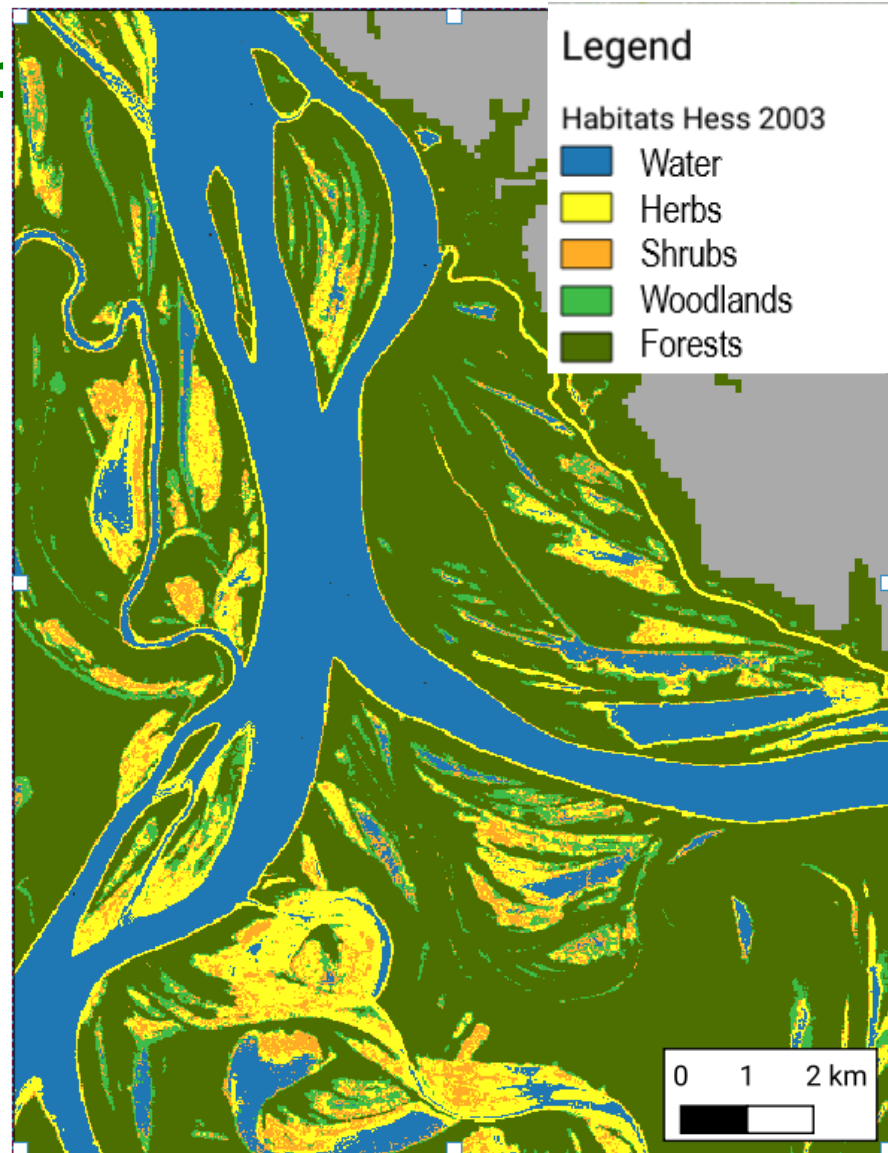 Legend
Habitats Hess 2003
Water
Herbs
Shrubs
Woodlands
Forests
0 1 2 km